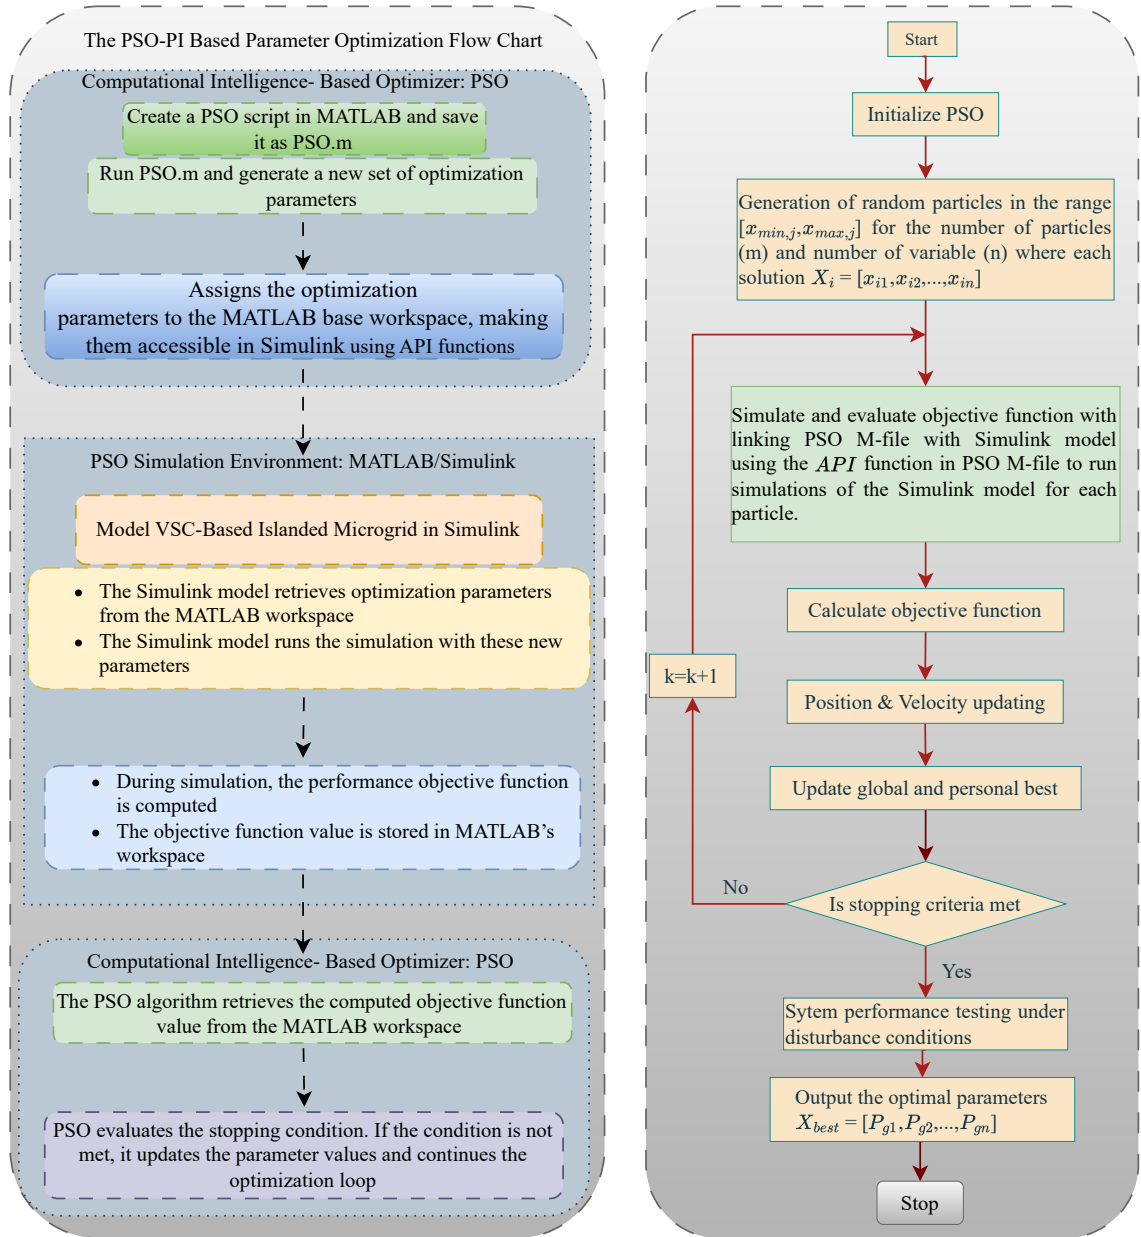 The PSO-PI Based Parameter Optimization Flow Chart
Computational Intelligence- Based Optimizer: PSO
Create a PSO script in MATLAB and save
it as PSO.m
Run PSO.m and generate a new set of optimization
parameters
Assigns the optimization
parameters to the MATLAB base workspace, making
them accessible in Simulink using API functions
PSO Simulation Environment: MATLAB/Simulink
Model VSC-Based Islanded Microgrid in Simulink
• The Simulink model retrieves optimization parameters
from the MATLAB workspace
• The Simulink model runs the simulation with these new
parameters
• During simulation, the performance objective function
is computed
• The objective function value is stored in MATLAB's
workspace
Computational Intelligence- Based Optimizer: PSO
The PSO algorithm retrieves the computed objective function
value from the MATLAB workspace
PSO evaluates the stopping condition. If the condition is not
met, it updates the parameter values and continues the
optimization loop
Start
Initialize PSO
Generation of random particles in the range
[x_{min,j},x_{max,j}] for the number of particles
(m) and number of variable (n) where each
solution X_i = [x_{i1},x_{i2},...,x_{in}]
Simulate and evaluate objective function with
linking PSO M-file with Simulink model
using the API function in PSO M-file to run
simulations of the Simulink model for each
particle.
Calculate objective function
k=k+1
Position & Velocity updating
Update global and personal best
No
Is stopping criteria met
Yes
Sytem performance testing under
disturbance conditions
Output the optimal parameters
X_{best} = [P_{g1},P_{g2},...,P_{gn}]
Stop